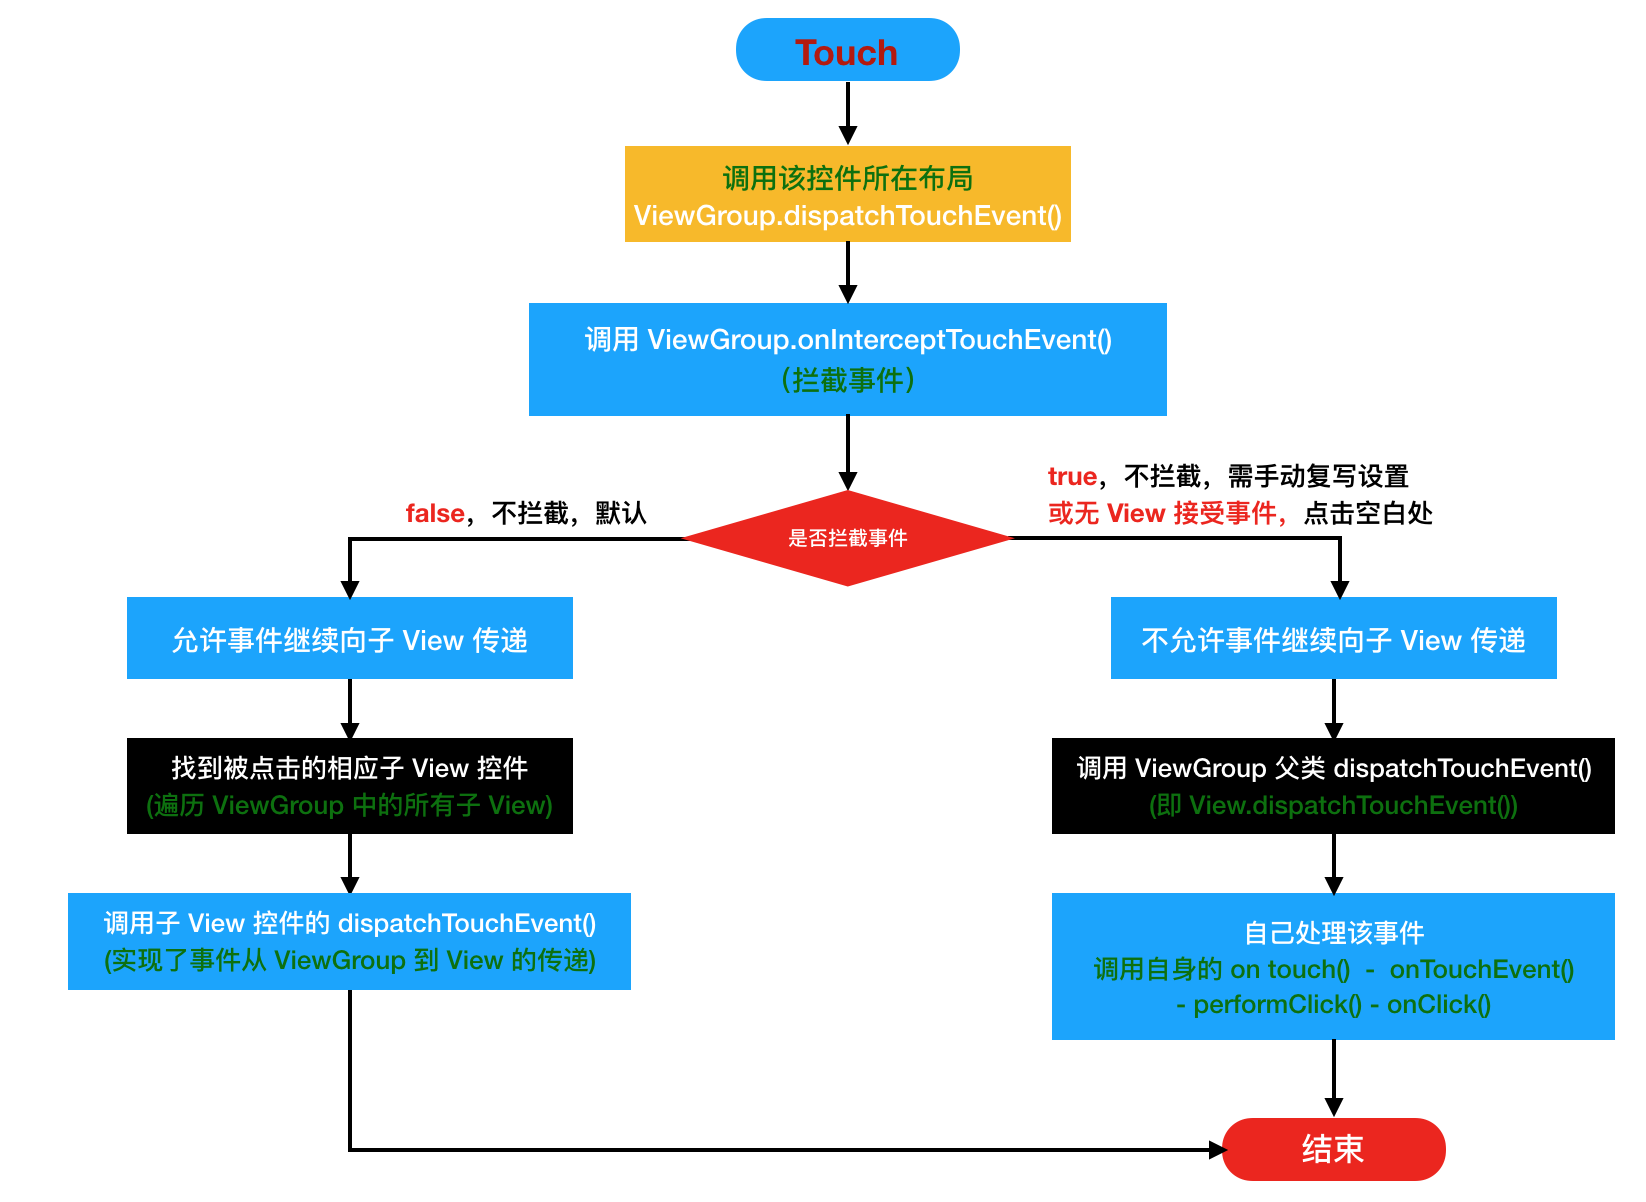 Touch
调用该控件所在布局
ViewGroup.dispatchTouchEvent()
调用 ViewGroup.onInterceptTouchEvent()
（拦截事件）
true，不拦截，需手动复写设置
或无 View 接受事件，点击空白处
false，不拦截，默认
是否拦截事件
允许事件继续向子 View 传递
不允许事件继续向子 View 传递
找到被点击的相应子 View 控件
(遍历 ViewGroup 中的所有子 View)
调用 ViewGroup 父类 dispatchTouchEvent()
(即 View.dispatchTouchEvent())
调用子 View 控件的 dispatchTouchEvent()
(实现了事件从 ViewGroup 到 View 的传递)
自己处理该事件
调用自身的 on touch() - onTouchEvent()
- performClick() - onClick()
结束